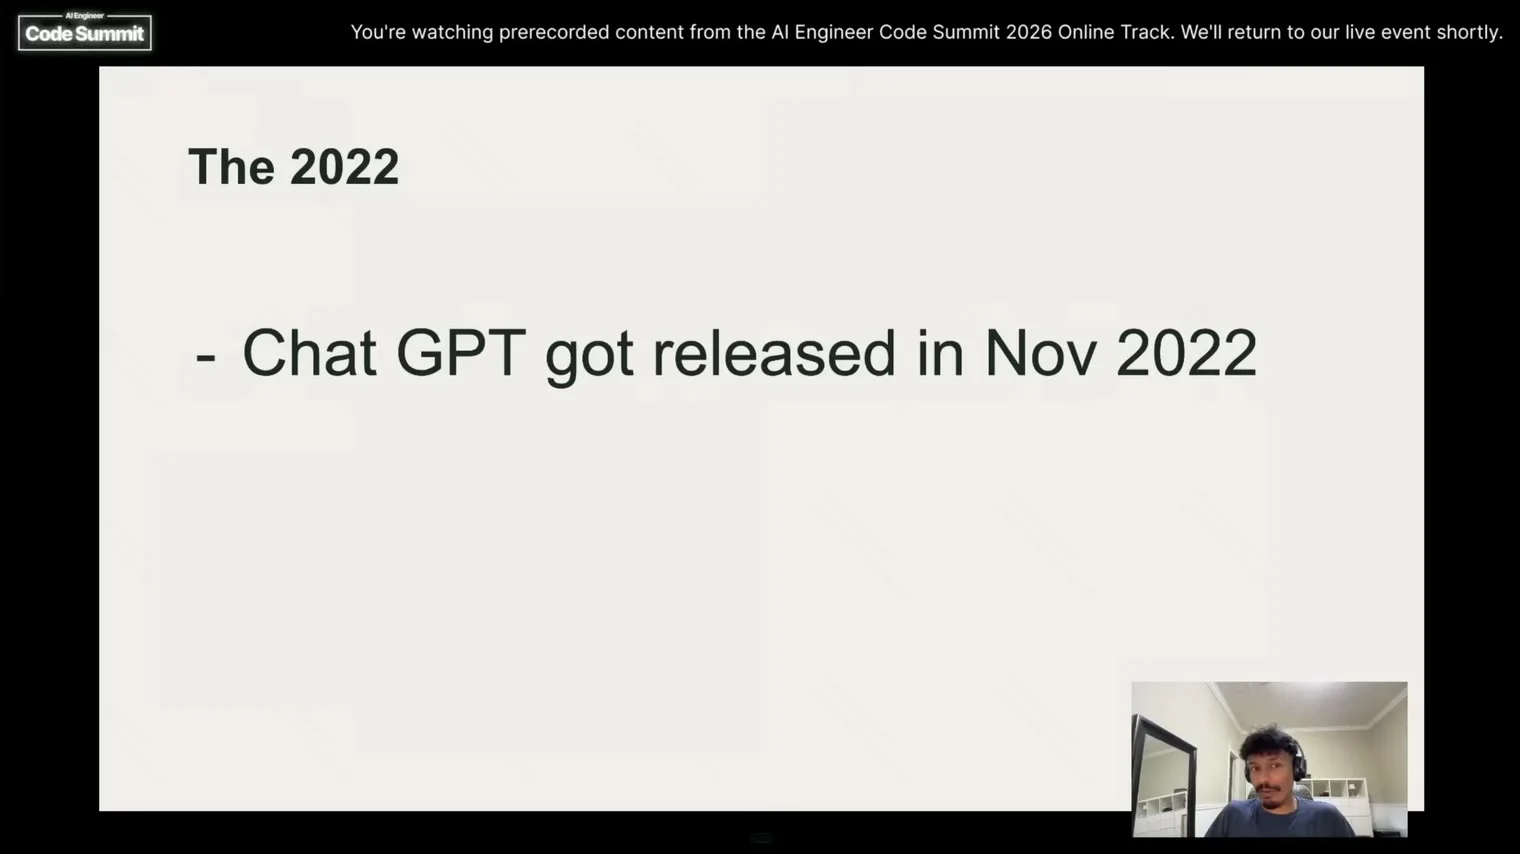 AI Engineer
Code Summit
You're watching prerecorded content from the AI Engineer Code Summit 2026 Online Track. We'll return to our live event shortly.
The 2022
- Chat GPT got released in Nov 2022